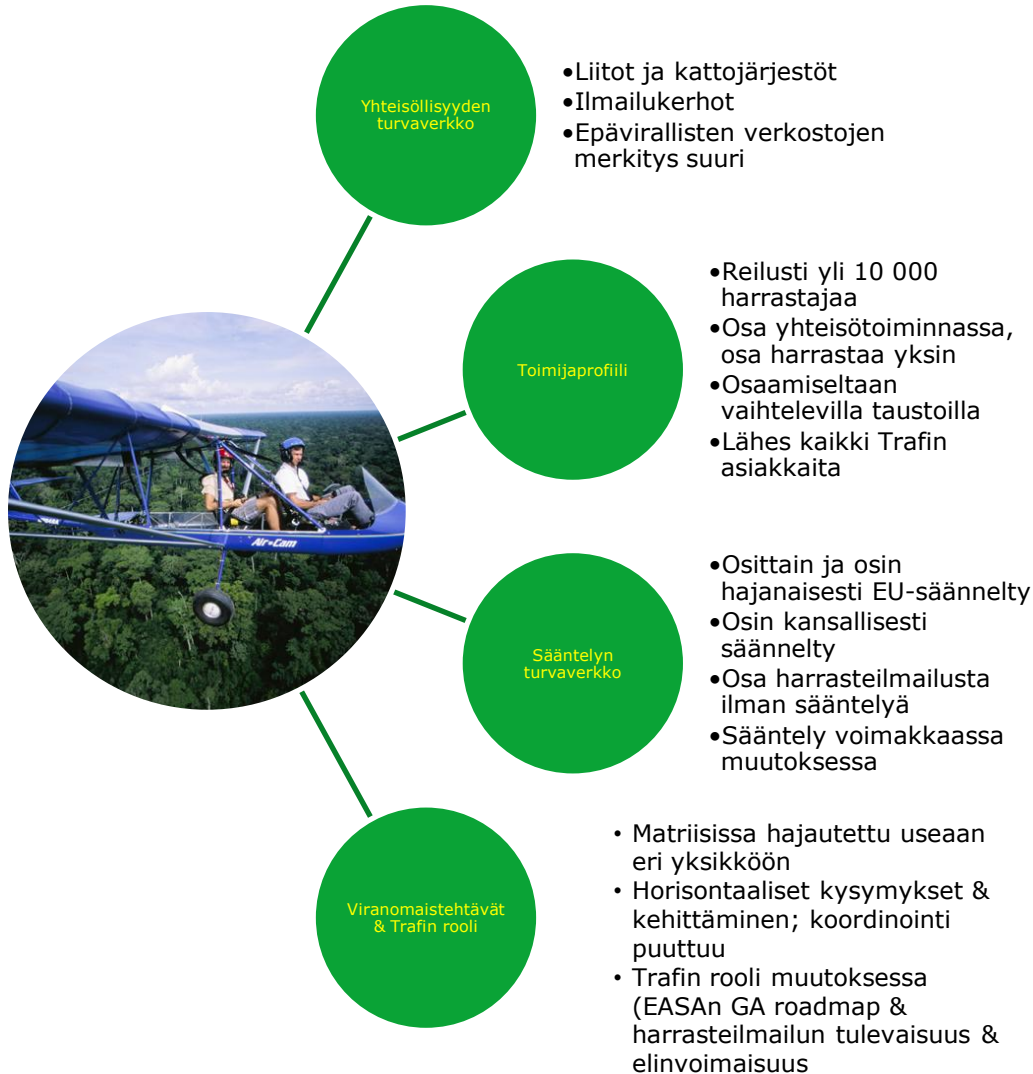 Yhteisöllisyyden
turvaverkko
•Liitot ja kattojärjestöt
•Ilmailukerhot
•Epävirallisten verkostojen
merkitys suuri
Toimijaprofiili
•Reilusti yli 10 000
harrastajaa
•Osa yhteisötoiminnassa,
osa harrastaa yksin
•Osaamiseltaan
vaihtelevilla taustoilla
•Lähes kaikki Trafin
asiakkaita
Air-Cam
Sääntelyn
turvaverkko
•Osittain ja osin
hajanaisesti EU-säännelty
•Osin kansallisesti
säännelty
•Osa harrasteilmailusta
ilman sääntelyä
•Sääntely voimakkaassa
muutoksessa
Viranomaistehtävät
& Trafin rooli
• Matriisissa hajautettu useaan
eri yksikköön
• Horisontaaliset kysymykset &
kehittäminen; koordinointi
puuttuu
• Trafin rooli muutoksessa
(EASAn GA roadmap &
harrasteilmailun tulevaisuus &
elinvoimaisuus